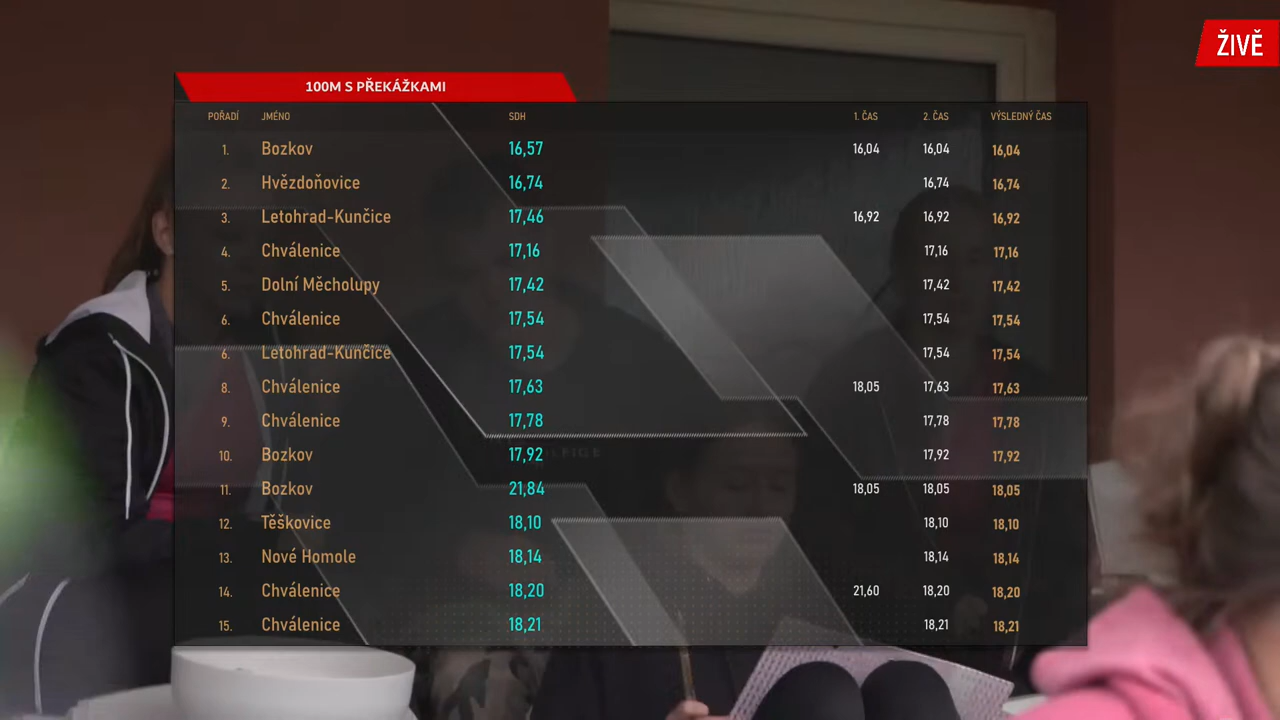 ŽIVĚ
100M S PŘEKÁŽKAMI
POŘADÍ JMÉNO SDH 1. ČAS 2. ČAS VÝSLEDNÝ ČAS
1. Bozkov 16,57 16,04 16,04 16,04
2. Hvězdoňovice 16,74 16,74 16,74
3. Letohrad-Kunčice 17,46 16,92 16,92 16,92
4. Chválenice 17,16 17,16 17,16
5. Dolní Měcholupy 17,42 17,42 17,42
6. Chválenice 17,54 17,54 17,54
6. Letohrad-Kunčice 17,54 17,54 17,54
8. Chválenice 17,63 18,05 17,63 17,63
9. Chválenice 17,78 17,78 17,78
10. Bozkov 17,92 17,92 17,92
11. Bozkov 21,84 18,05 18,05 18,05
12. Těškovice 18,10 18,10 18,10
13. Nové Homole 18,14 18,14 18,14
14. Chválenice 18,20 21,60 18,20 18,20
15. Chválenice 18,21 18,21 18,21